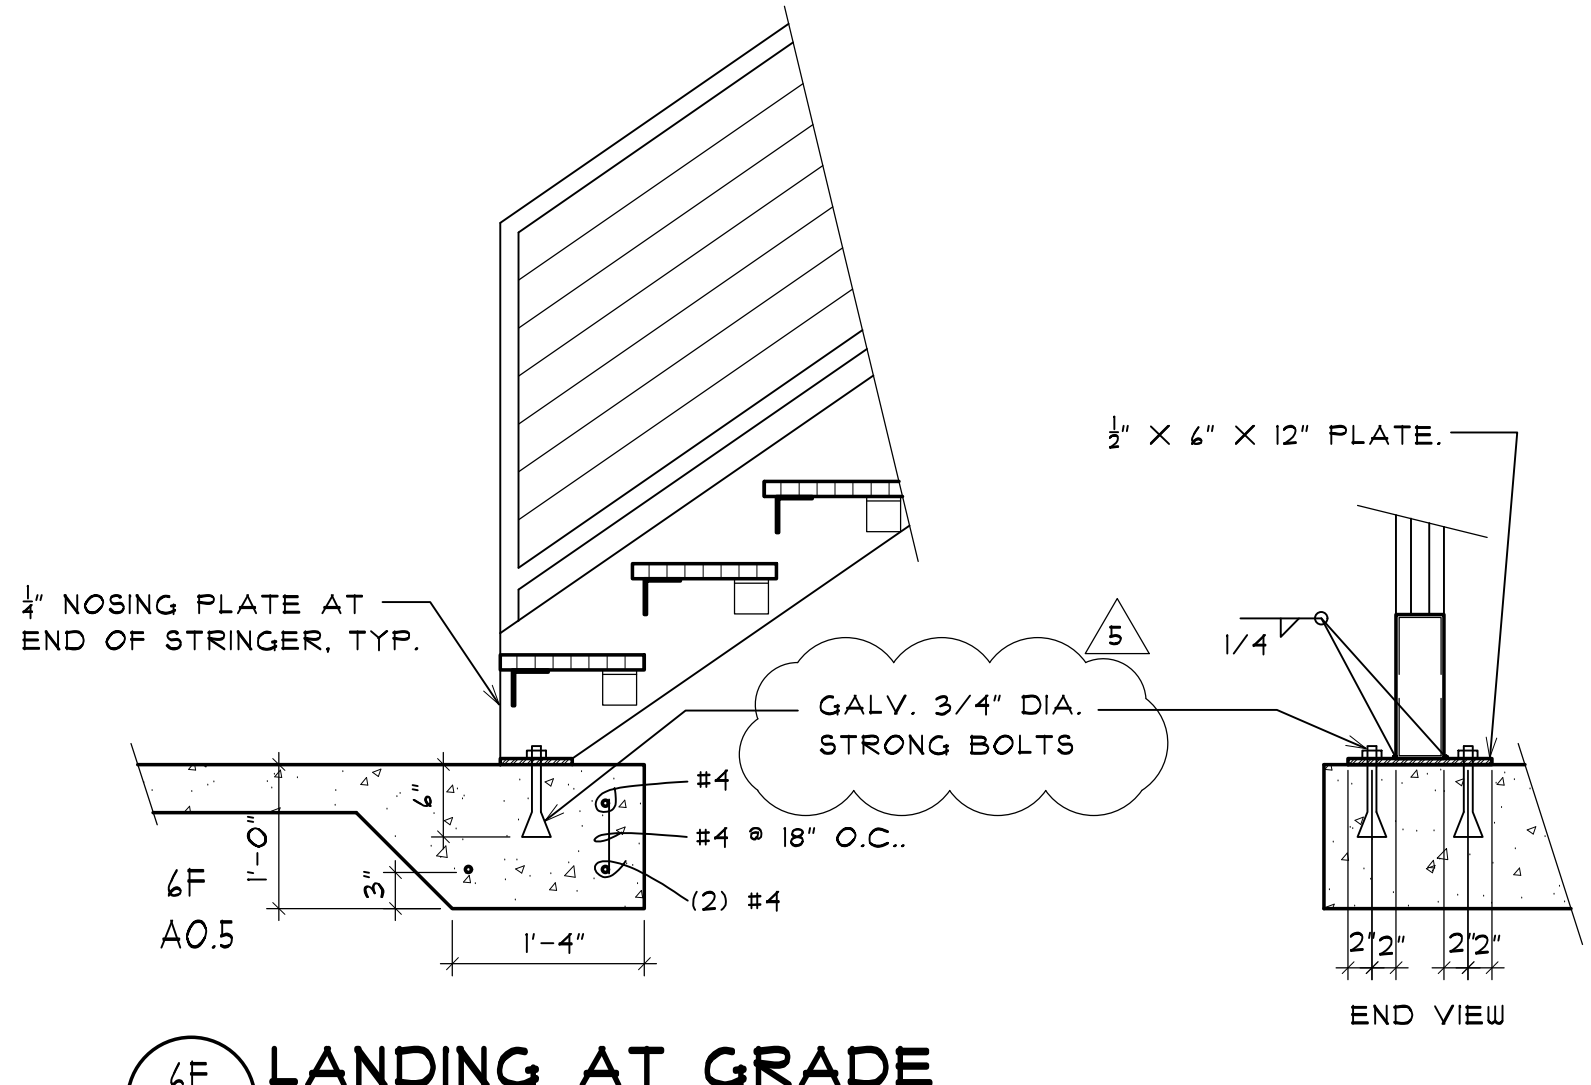 1/2" X 6" X 12" PLATE.
1/4" NOSING PLATE AT
END OF STRINGER, TYP.
5
1/4
GALV. 3/4" DIA.
STRONG BOLTS
#4
6"
#4 @ 18" O.C..
1'-0"
3"
(2) #4
6F
A0.5
1'-4"
2" 2" 2" 2"
END VIEW
6F
LANDING AT GRADE